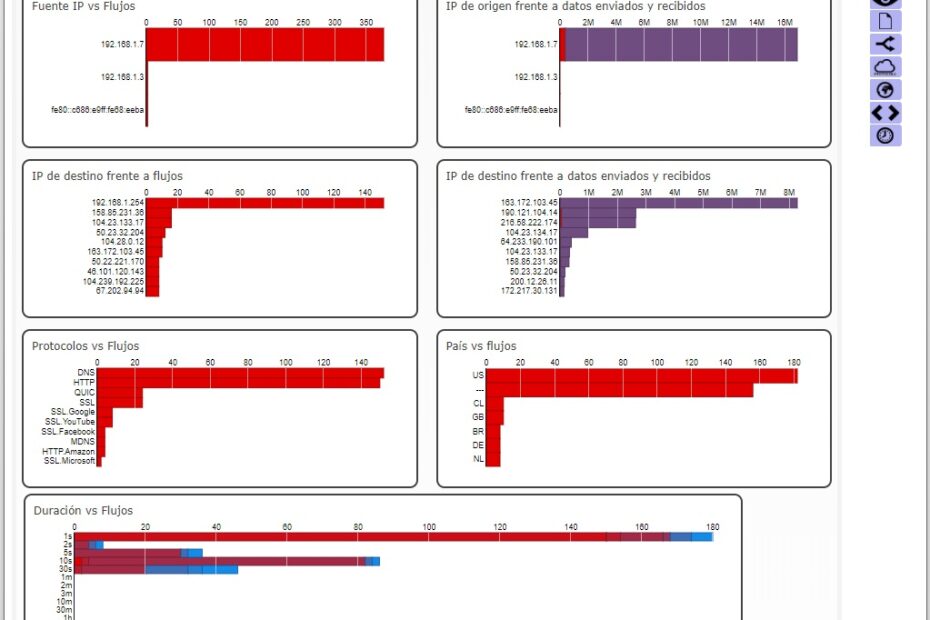 Fuente IP vs Flujos
0 50 100 150 200 250 300 350
192.168.1.7
192.168.1.3
fe80::c686:e9ff:fe68:eeba
IP de origen frente a datos enviados y recibidos
0 2M 4M 6M 8M 10M 12M 14M 16M
192.168.1.7
192.168.1.3
fe80::c686:e9ff:fe68:eeba
IP de destino frente a flujos
0 20 40 60 80 100 120 140
192.168.1.254
158.85.231.36
104.23.133.17
50.23.32.204
104.28.0.12
163.172.103.45
50.22.221.170
46.101.120.143
104.239.192.225
67.202.94.94
IP de destino frente a datos enviados y recibidos
0 1M 2M 3M 4M 5M 6M 7M 8M
163.172.103.45
190.121.104.14
216.58.222.174
104.23.134.17
64.233.190.101
104.23.133.17
158.85.231.36
50.23.32.204
200.12.26.11
172.217.30.131
Protocolos vs Flujos
0 20 40 60 80 100 120 140
DNS
HTTP
QUIC
SSL
SSL.Google
SSL.YouTube
SSL.Facebook
MDNS
HTTP.Amazon
SSL.Microsoft
País vs flujos
0 20 40 60 80 100 120 140 160 180
US
---
CL
GB
BR
DE
NL
Duración vs Flujos
0 20 40 60 80 100 120 140 160 180
1s
2s
5s
10s
30s
1m
2m
3m
10m
30m
1h